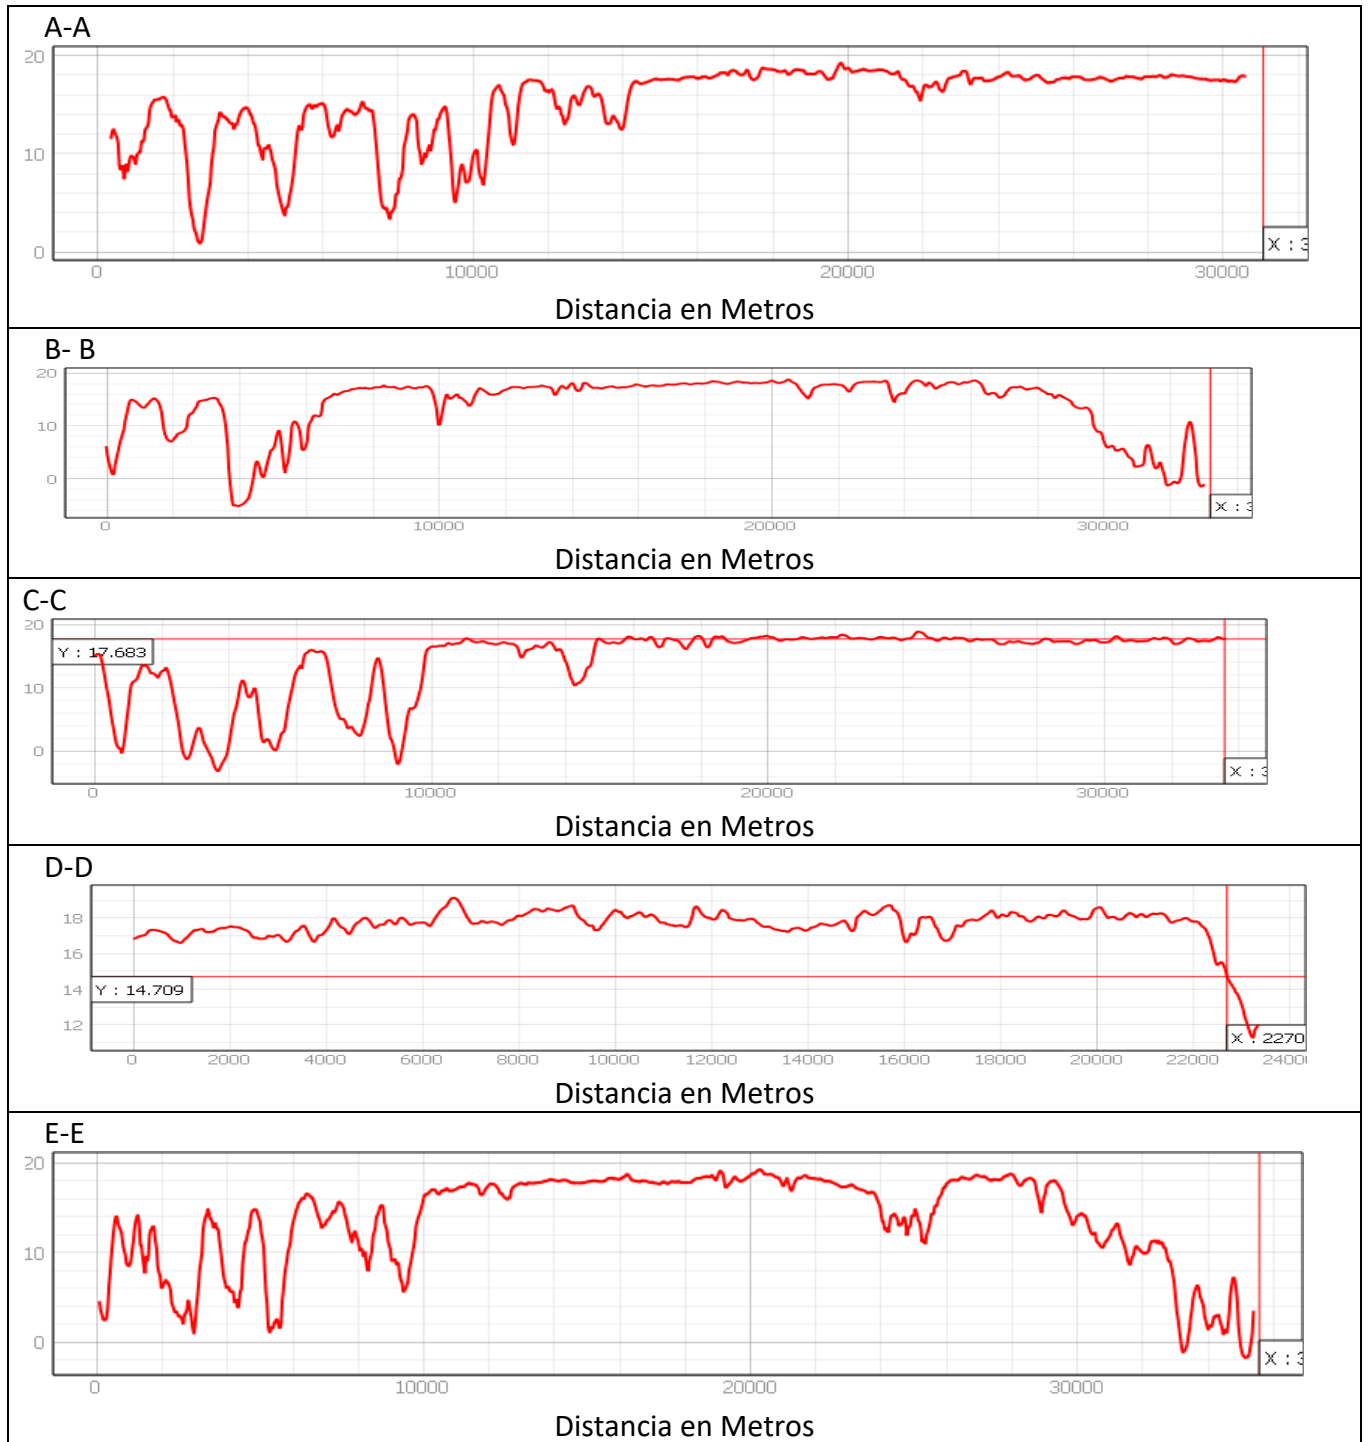 A-A
20
10
0
X : 3
0 10000 20000 30000
Distancia en Metros
B- B
20
10
0
X : 3
0 10000 20000 30000
Distancia en Metros
C-C
20
Y : 17.683
10
0
X : 3
0 10000 20000 30000
Distancia en Metros
D-D
18
16
14 Y : 14.709
12
X : 2270
0 2000 4000 6000 8000 10000 12000 14000 16000 18000 20000 22000 2400
Distancia en Metros
E-E
20
10
0
X : 3
0 10000 20000 30000
Distancia en Metros